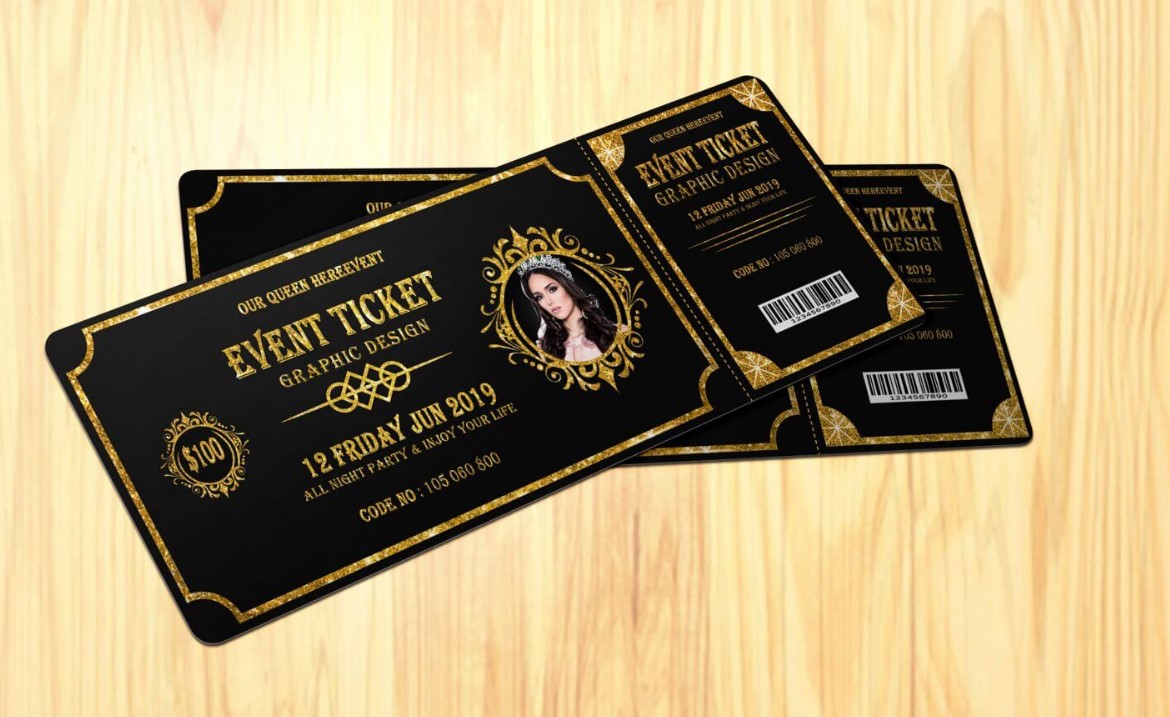 OUR QUEEN HEREEVENT
EVENT TICKET
GRAPHIC DESIGN
12 FRIDAY JUN 2019
ALL NIGHT PARTY & INJOY YOUR LIFE
CODE NO : 105 060 800
$100
OUR QUEEN HEREEVENT
EVENT TICKET
GRAPHIC DESIGN
12 FRIDAY JUN 2019
ALL NIGHT PARTY & INJOY YOUR LIFE
CODE NO : 105 060 800
1234567890
OUR
HEREEVENT
TICKET
DESIGN
2019
YOUR LIFE
105 060 800
1234567890